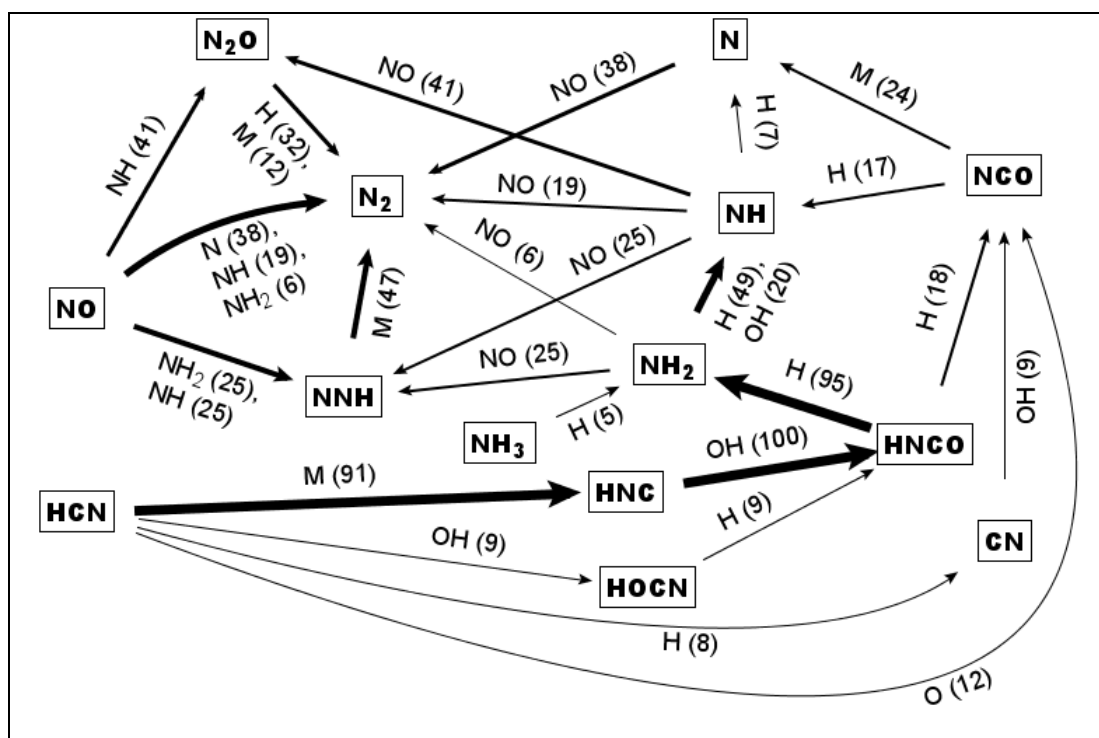 N₂O
N
NO (41)
NO (38)
M (24)
NH (41)
H (32),
M (12)
H (7)
NCO
H (17)
N₂
NO (19)
NH
N (38),
NH (19),
NH₂ (6)
NO (6)
NO (25)
NO
M (47)
H (49),
OH (20)
H (18)
NO (25)
NH₂
NH₂ (25),
NH (25)
NNH
H (95)
OH (9)
H (5)
NH₃
OH (100)
HNCO
M (91)
HNC
HCN
H (9)
OH (9)
CN
HOCN
H (8)
O (12)